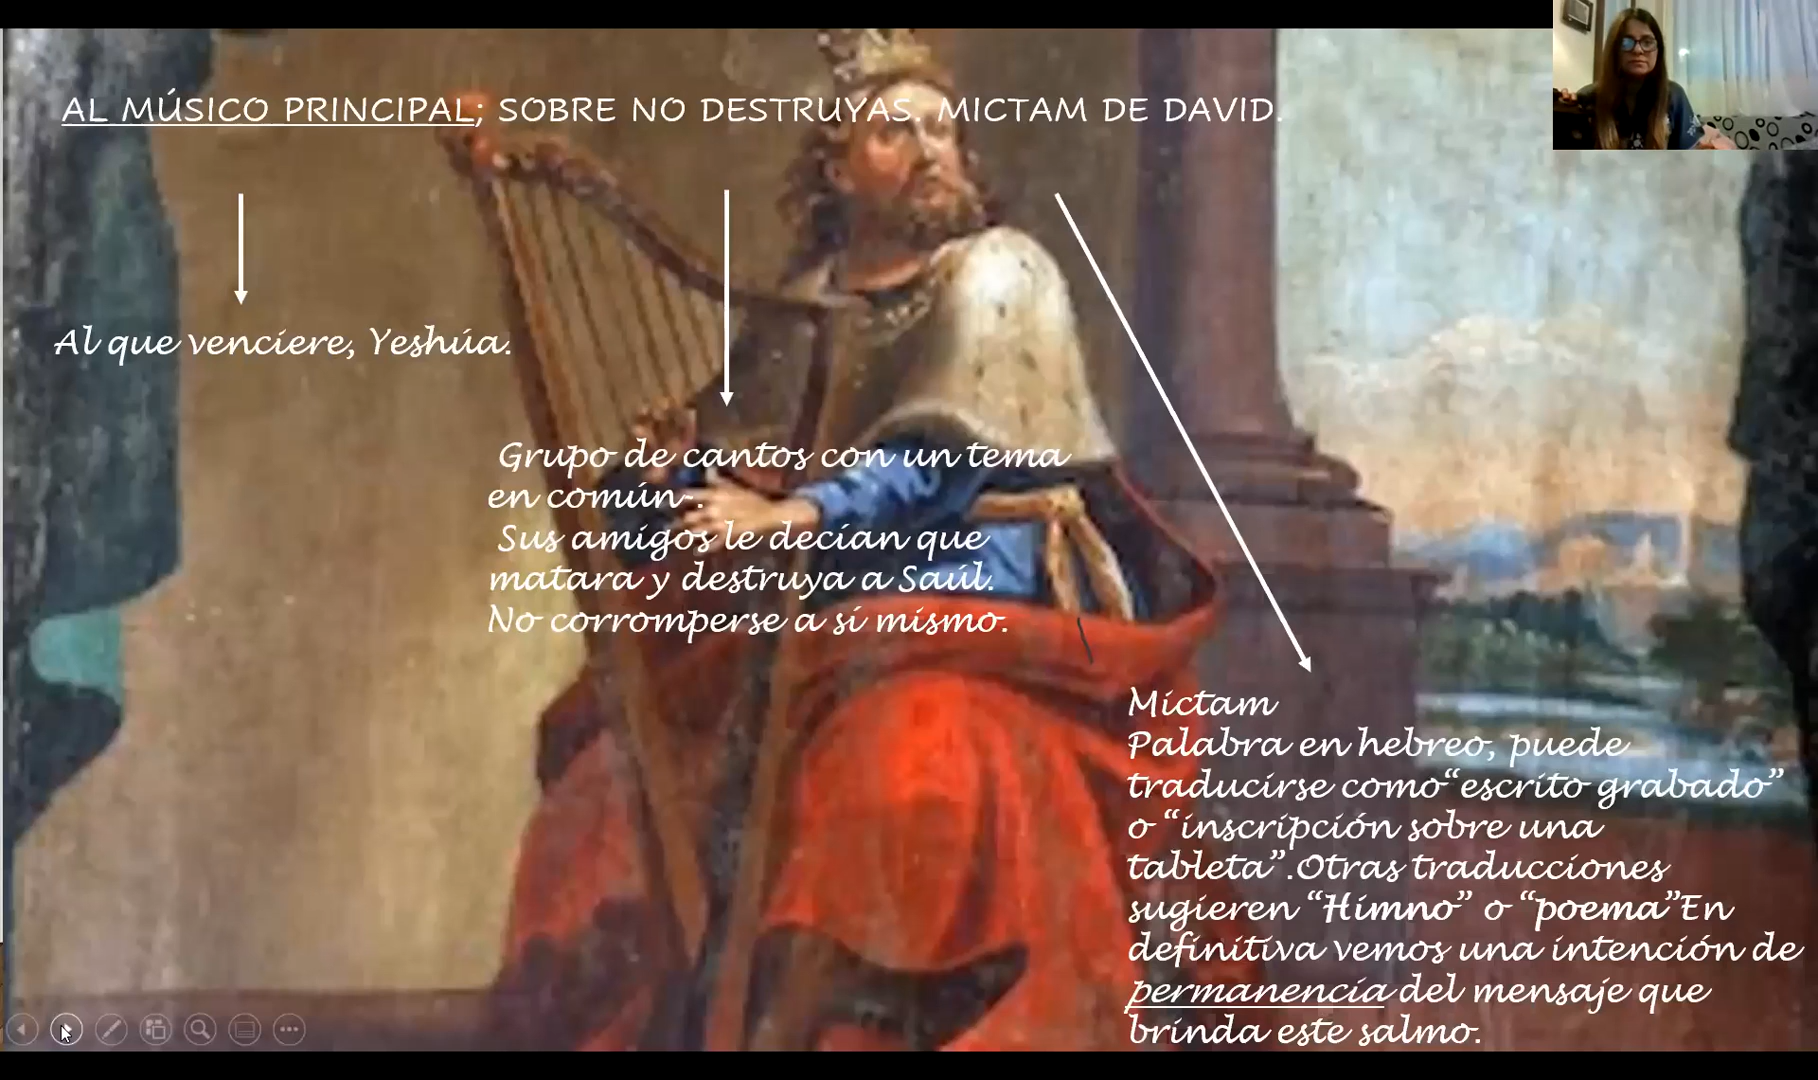 AL MÚSICO PRINCIPAL; SOBRE NO DESTRUYAS. MICTAM DE DAVID.
Al que venciere, Yeshúa.
Grupo de cantos con un tema
en común-.
Sus amigos le decían que
matara y destruya a Saúl.
No corromperse a sí mismo.
Mictam
Palabra en hebreo, puede
traducirse como“escrito grabado”
o “inscripción sobre una
tableta”.Otras traducciones
sugieren “Himno” o “poema”En
definitiva vemos una intención de
permanencia del mensaje que
brinda este salmo.